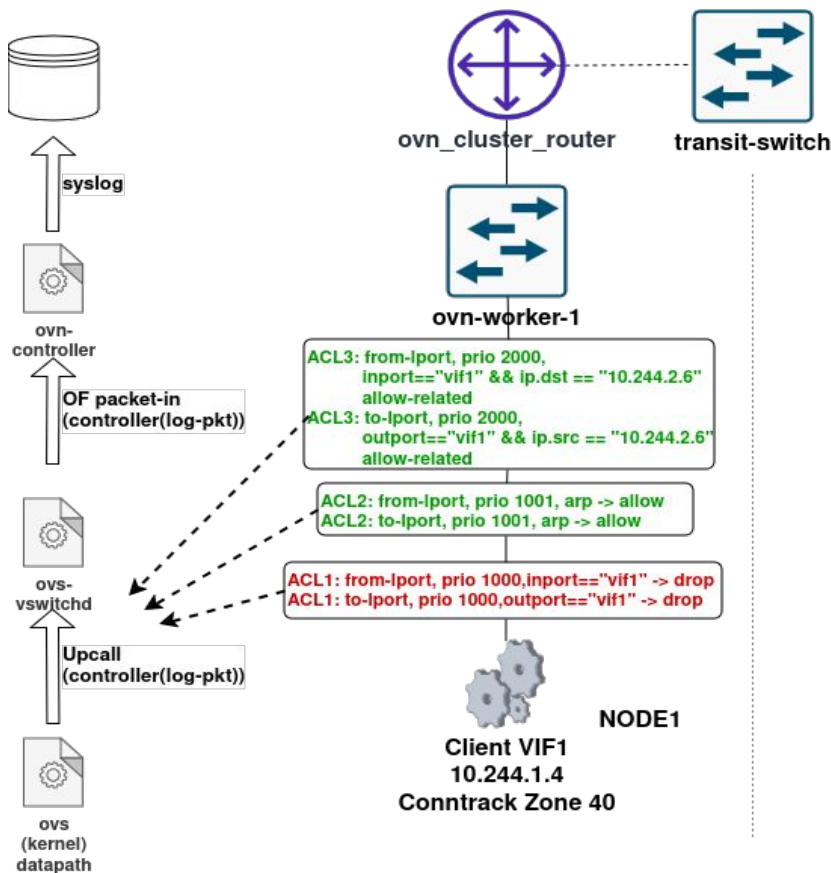 ovn_cluster_router
transit-switch
syslog
ovn-
controller
ovn-worker-1
ACL3: from-lport, prio 2000,
inport=="vif1" && ip.dst == "10.244.2.6"
allow-related
ACL3: to-lport, prio 2000,
outport=="vif1" && ip.src == "10.244.2.6"
allow-related
OF packet-in
(controller(log-pkt))
ACL2: from-lport, prio 1001, arp -> allow
ACL2: to-lport, prio 1001, arp -> allow
ovs-
vswitchd
ACL1: from-lport, prio 1000,inport=="vif1" -> drop
ACL1: to-lport, prio 1000,outport=="vif1" -> drop
Upcall
(controller(log-pkt))
NODE1
Client VIF1
10.244.1.4
Conntrack Zone 40
ovs
(kernel)
datapath